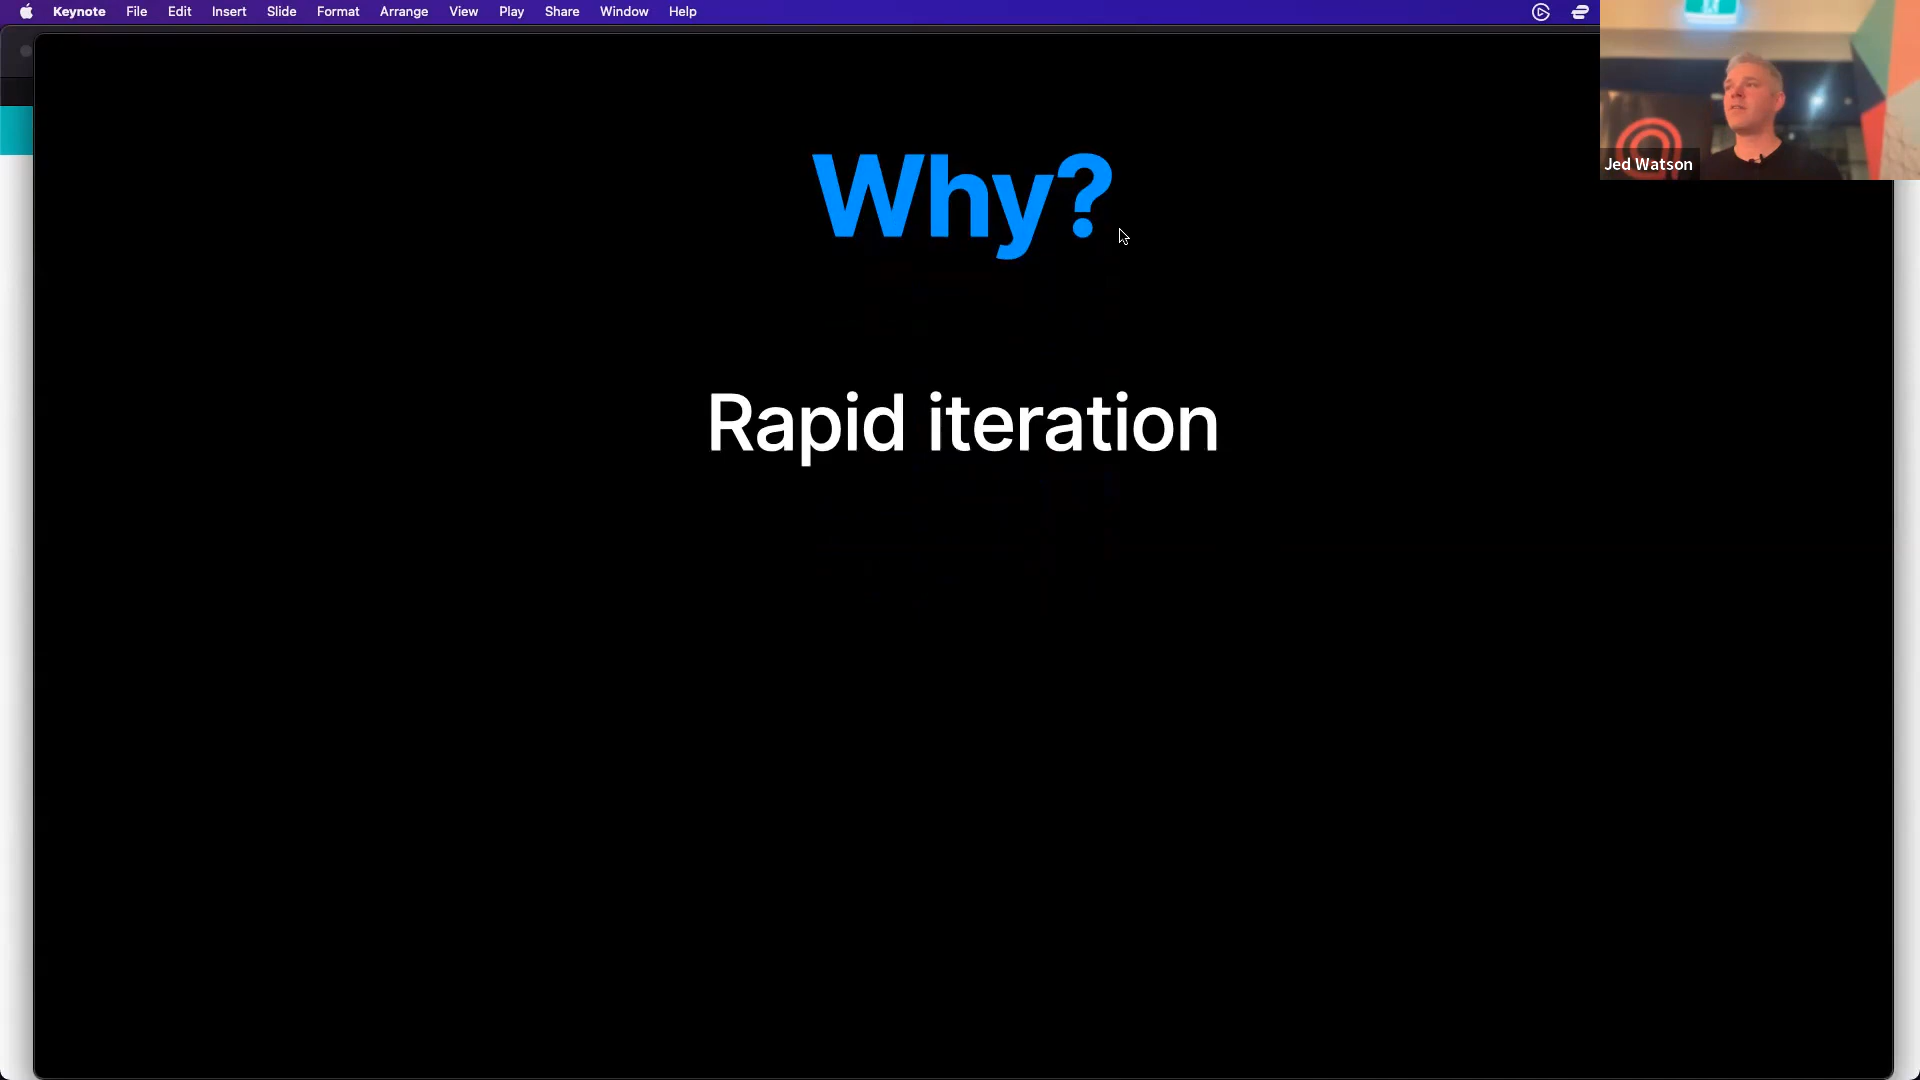 Keynote File Edit Insert Slide Format Arrange View Play Share Window Help
Jed Watson
Why?
Rapid iteration